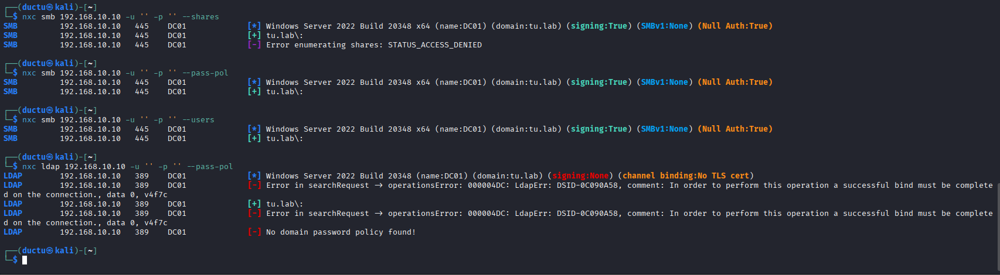 ┌──(ductu㉿kali)-[~]
└─$ nxc smb 192.168.10.10 -u '' -p '' --shares
SMB         192.168.10.10   445    DC01             [*] Windows Server 2022 Build 20348 x64 (name:DC01) (domain:tu.lab) (signing:True) (SMBv1:None) (Null Auth:True)
SMB         192.168.10.10   445    DC01             [+] tu.lab\:
SMB         192.168.10.10   445    DC01             [-] Error enumerating shares: STATUS_ACCESS_DENIED
┌──(ductu㉿kali)-[~]
└─$ nxc smb 192.168.10.10 -u '' -p '' --pass-pol
SMB         192.168.10.10   445    DC01             [*] Windows Server 2022 Build 20348 x64 (name:DC01) (domain:tu.lab) (signing:True) (SMBv1:None) (Null Auth:True)
SMB         192.168.10.10   445    DC01             [+] tu.lab\:
┌──(ductu㉿kali)-[~]
└─$ nxc smb 192.168.10.10 -u '' -p '' --users
SMB         192.168.10.10   445    DC01             [*] Windows Server 2022 Build 20348 x64 (name:DC01) (domain:tu.lab) (signing:True) (SMBv1:None) (Null Auth:True)
SMB         192.168.10.10   445    DC01             [+] tu.lab\:
┌──(ductu㉿kali)-[~]
└─$ nxc ldap 192.168.10.10 -u '' -p '' --pass-pol
LDAP        192.168.10.10   389    DC01             [*] Windows Server 2022 Build 20348 (name:DC01) (domain:tu.lab) (signing:None) (channel binding:No TLS cert)
LDAP        192.168.10.10   389    DC01             [-] Error in searchRequest -> operationsError: 000004DC: LdapErr: DSID-0C090A58, comment: In order to perform this operation a successful bind must be complete
d on the connection., data 0, v4f7c
LDAP        192.168.10.10   389    DC01             [+] tu.lab\:
LDAP        192.168.10.10   389    DC01             [-] Error in searchRequest -> operationsError: 000004DC: LdapErr: DSID-0C090A58, comment: In order to perform this operation a successful bind must be complete
d on the connection., data 0, v4f7c
LDAP        192.168.10.10   389    DC01             [-] No domain password policy found!
┌──(ductu㉿kali)-[~]
└─$